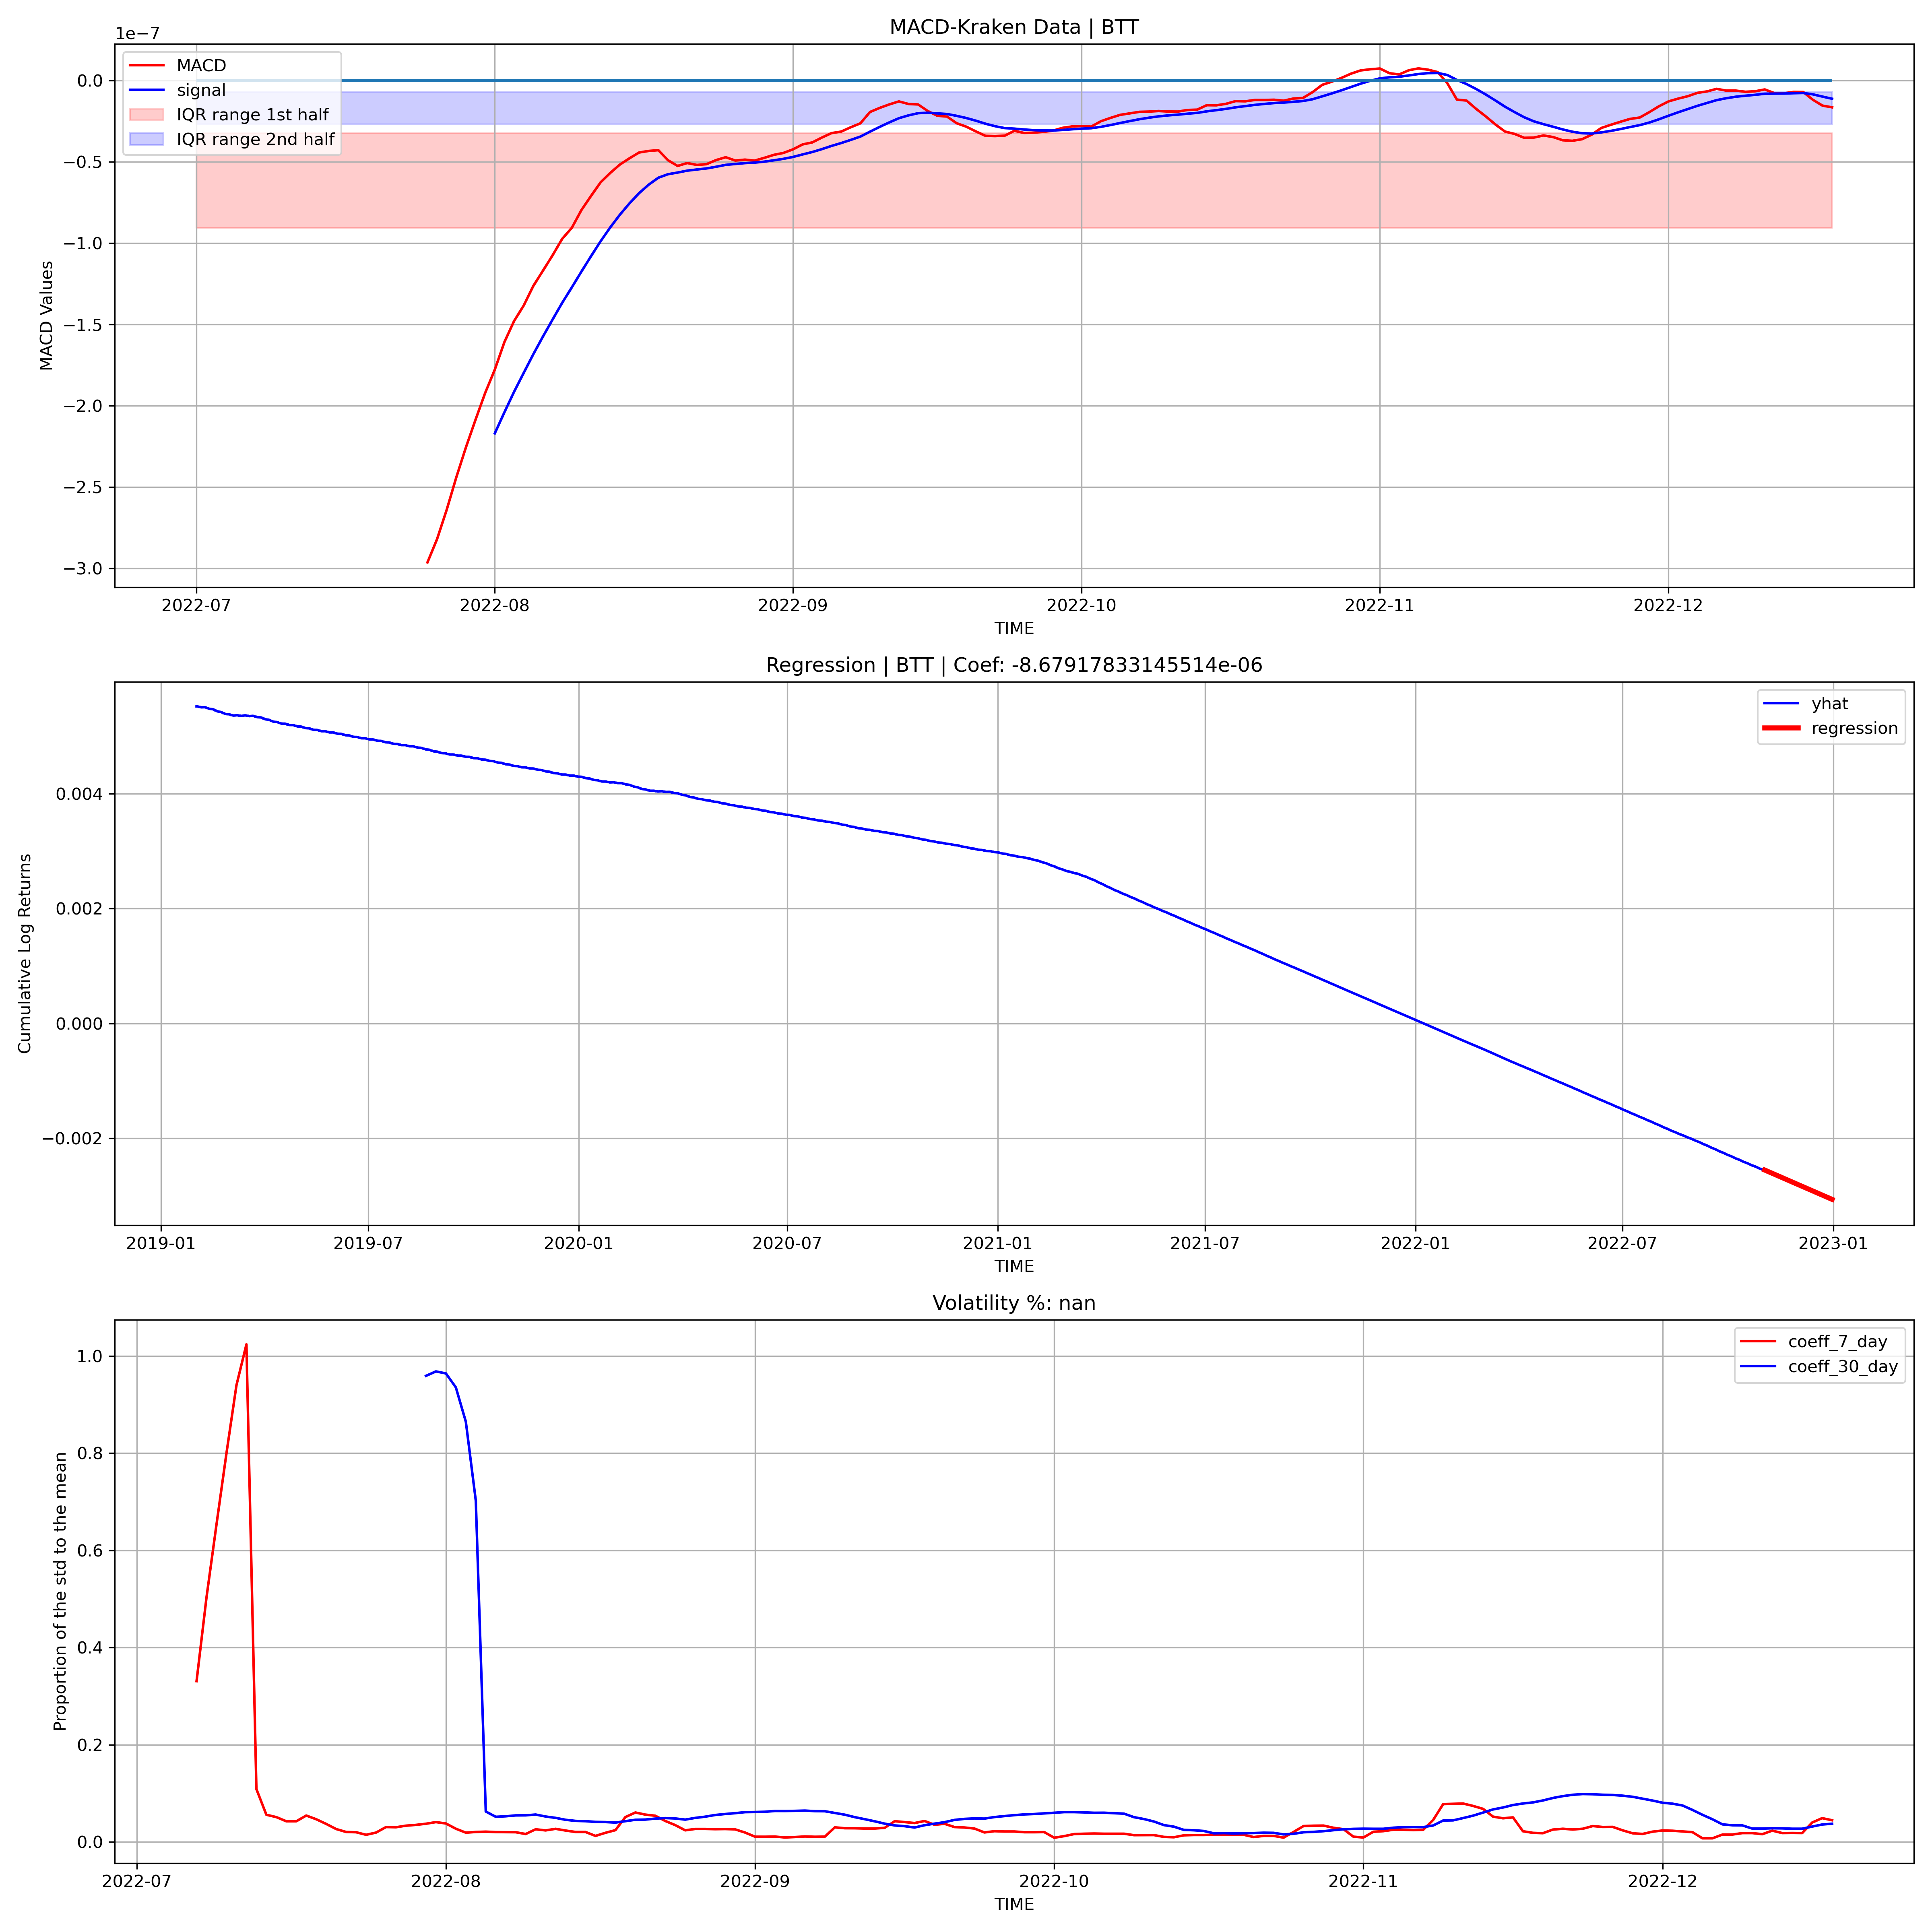 MACD-Kraken Data | BTT
1e−7
MACD
signal
IQR range 1st half
IQR range 2nd half
0.0
−0.5
−1.0
−1.5
−2.0
−2.5
−3.0
MACD Values
2022-07 2022-08 2022-09 2022-10 2022-11 2022-12
TIME
Regression | BTT | Coef: -8.67917833145514e-06
yhat
regression
0.004
0.002
0.000
−0.002
Cumulative Log Returns
2019-01 2019-07 2020-01 2020-07 2021-01 2021-07 2022-01 2022-07 2023-01
TIME
Volatility %: nan
coeff_7_day
coeff_30_day
1.0
0.8
0.6
0.4
0.2
0.0
Proportion of the std to the mean
2022-07 2022-08 2022-09 2022-10 2022-11 2022-12
TIME